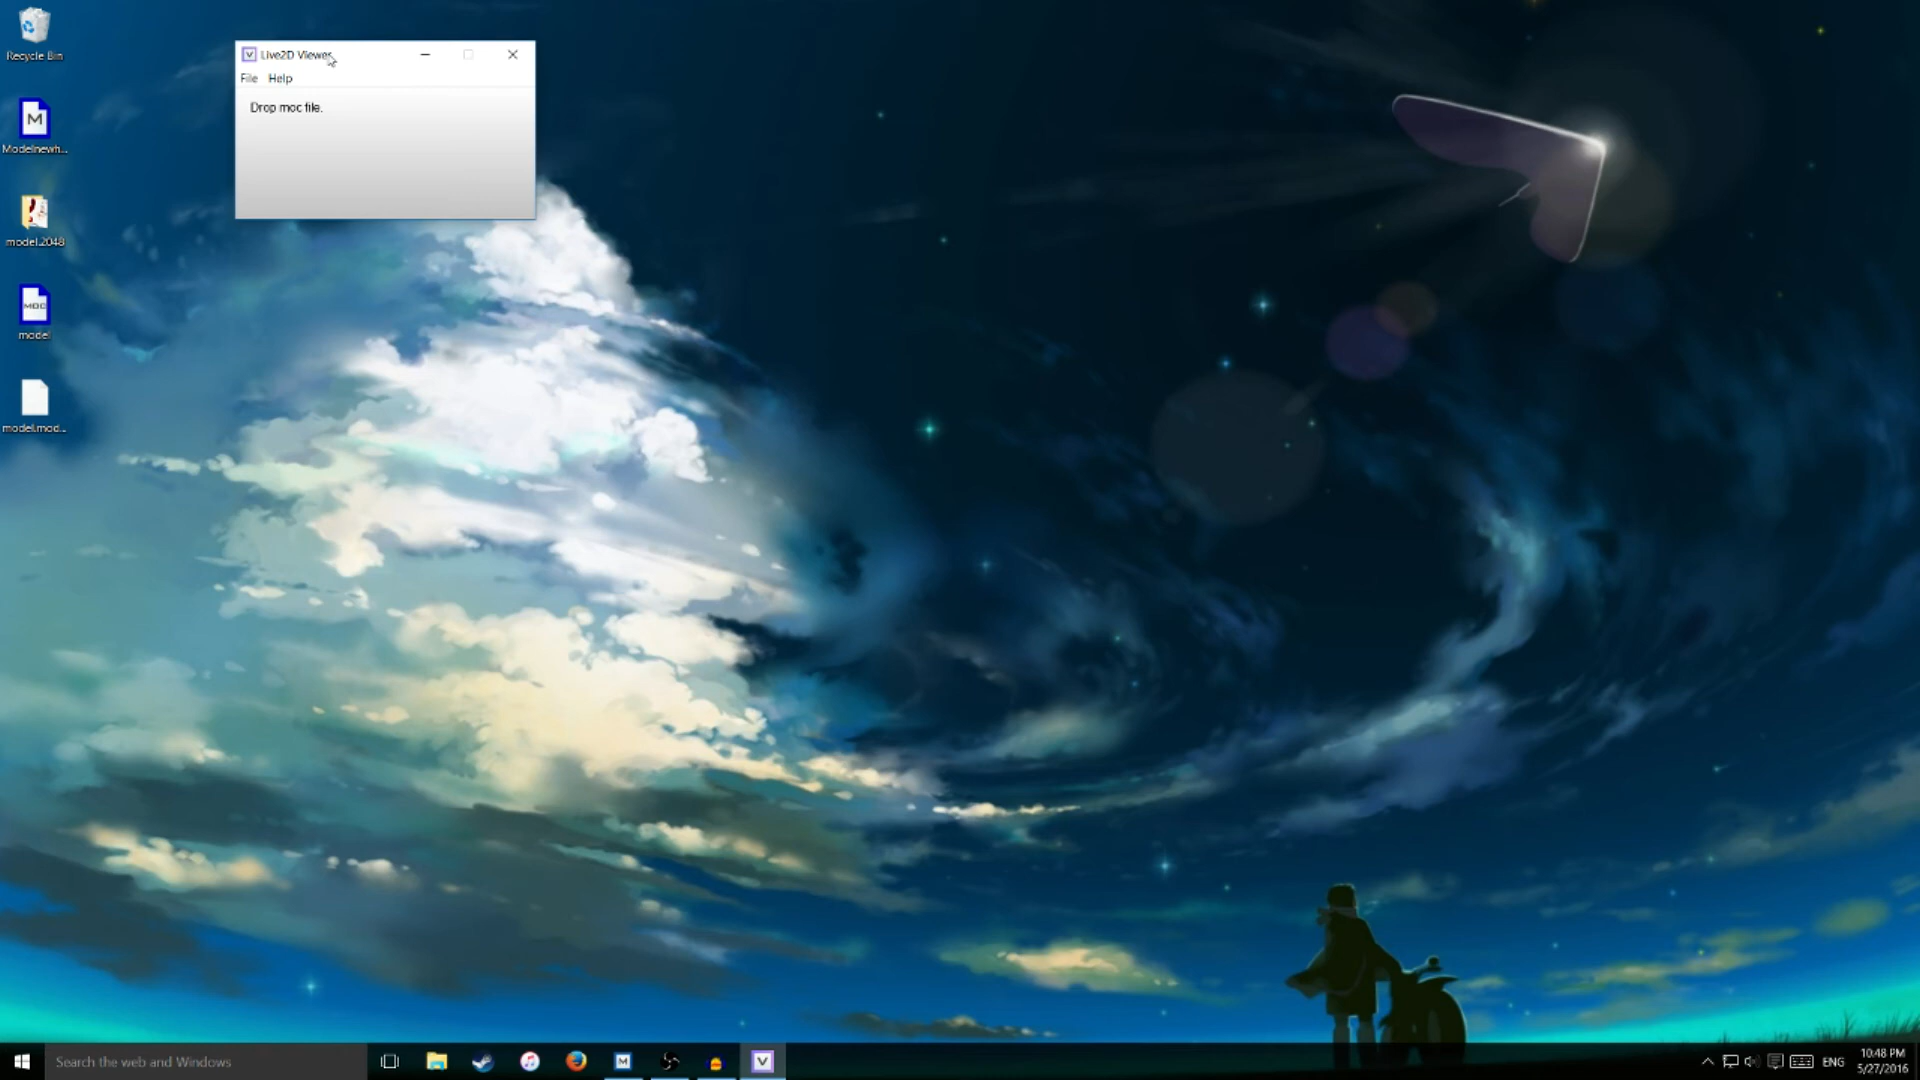 Recycle Bin
Live2D Viewer
File Help
Drop moc file.
M
Modelnewh...
model.2048
MOC
model
model.mod...
Search the web and Windows
M
V
ENG
10:48 PM
5/27/2016